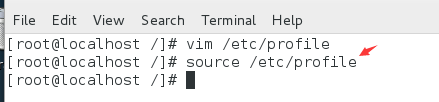 File Edit View Search Terminal Help
[root@localhost /]# vim /etc/profile
[root@localhost /]# source /etc/profile
[root@localhost /]#